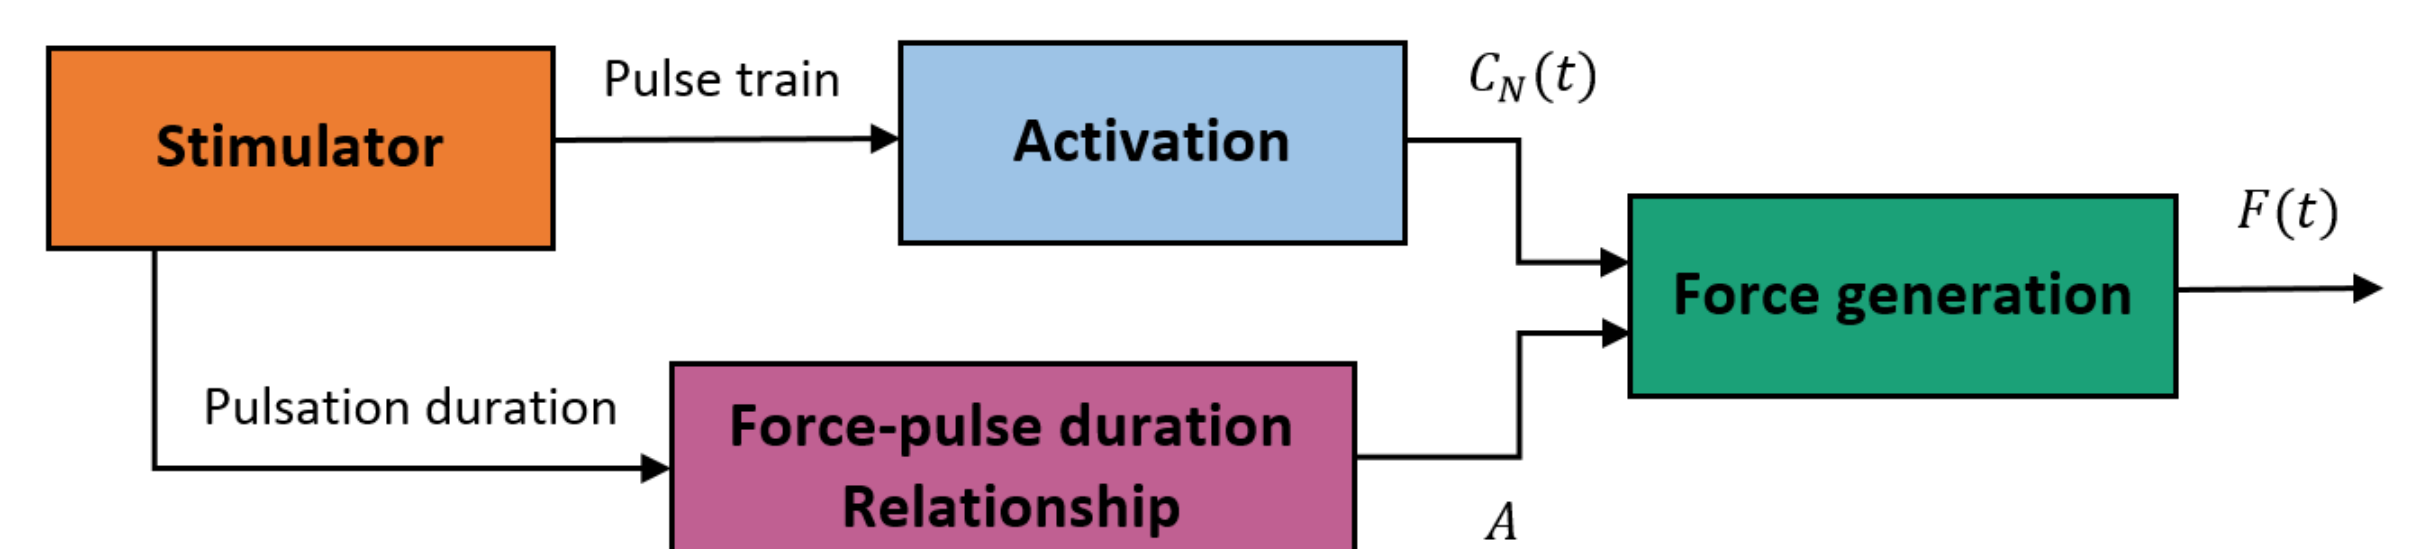 Pulse train
C_N(t)
Stimulator
Activation
F(t)
Force generation
Pulsation duration
Force-pulse duration
Relationship
A